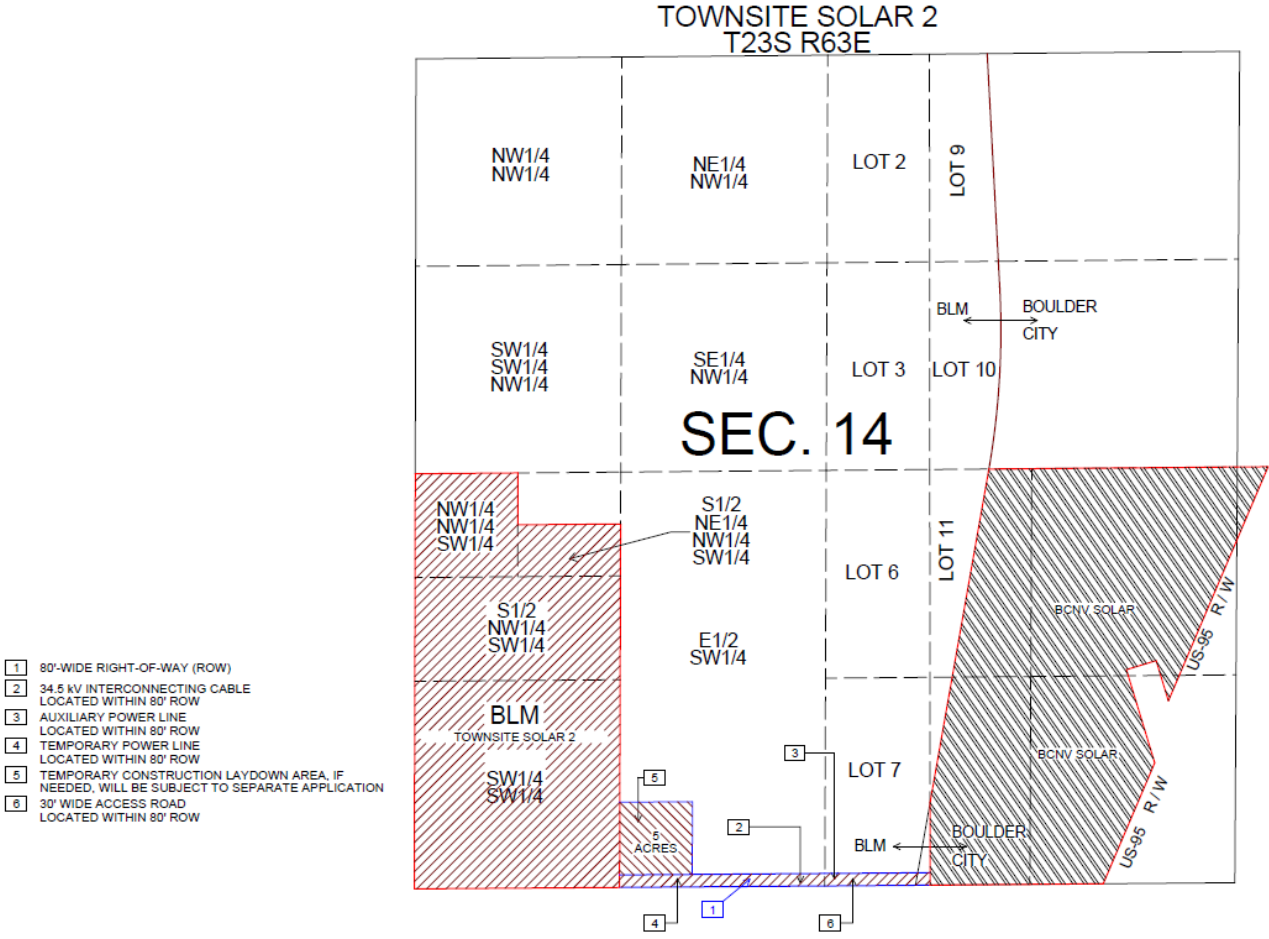 TOWNSITE SOLAR 2
T23S R63E
NW1/4
NW1/4
NE1/4
NW1/4
LOT 2
LOT 9
SW1/4
SW1/4
NW1/4
SE1/4
NW1/4
LOT 3
LOT 10
BLM
BOULDER
CITY
SEC. 14
NW1/4
NW1/4
SW1/4
S1/2
NE1/4
NW1/4
SW1/4
LOT 6
LOT 11
S1/2
NW1/4
SW1/4
E1/2
SW1/4
BCNV SOLAR
US-95 R/W
BLM
TOWNSITE SOLAR 2
SW1/4
SW1/4
LOT 7
BCNV SOLAR
US-95 R/W
3
5
5
ACRES
2
BLM
BOULDER
CITY
4
1
6
1 80'-WIDE RIGHT-OF-WAY (ROW)
2 34.5 kV INTERCONNECTING CABLE
LOCATED WITHIN 80' ROW
3 AUXILIARY POWER LINE
LOCATED WITHIN 80' ROW
4 TEMPORARY POWER LINE
LOCATED WITHIN 80' ROW
5 TEMPORARY CONSTRUCTION LAYDOWN AREA, IF
NEEDED, WILL BE SUBJECT TO SEPARATE APPLICATION
6 30' WIDE ACCESS ROAD
LOCATED WITHIN 80' ROW